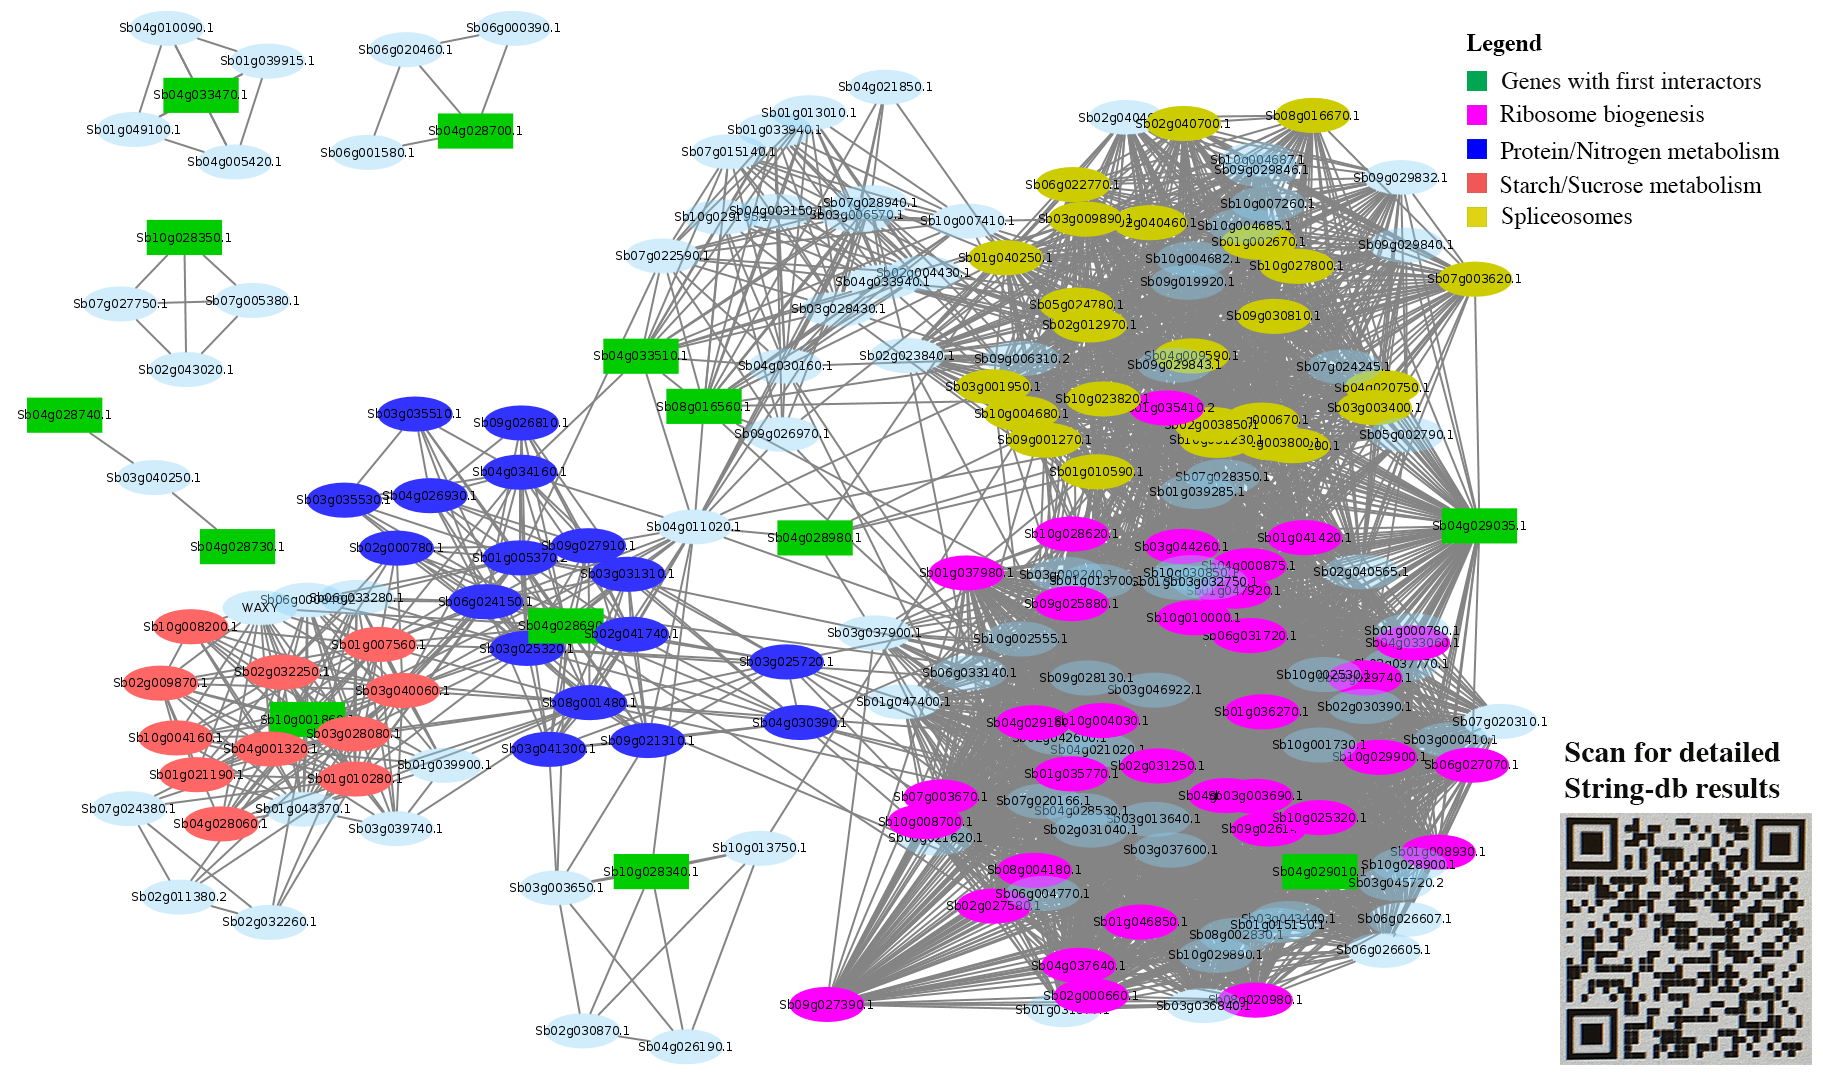 Sb04g010090.1
Sb01g039915.1
Sb04g033470.1
Sb01g049100.1
Sb04g005420.1
Sb06g000390.1
Sb06g020460.1
Sb04g028700.1
Sb06g001580.1
Sb10g028350.1
Sb07g027750.1
Sb07g005380.1
Sb02g043020.1
Sb04g028740.1
Sb03g040250.1
Sb04g028730.1
Sb04g021850.1
Sb01g013010.1
Sb01g033940.1
Sb07g015140.1
Sb04g003150.1
Sb07g028940.1
Sb03g006570.1
Sb10g007410.1
Sb07g022590.1
Sb02g004430.1
Sb04g033940.1
Sb03g028430.1
Sb04g033510.1
Sb04g030160.1
Sb02g023840.1
Sb08g016560.1
Sb09g026970.1
Sb04g011020.1
Sb04g028980.1
Sb03g035510.1
Sb09g026810.1
Sb04g034160.1
Sb03g035530.1
Sb04g026930.1
Sb02g000780.1
Sb09g027910.1
Sb01g005370.2
Sb03g031310.1
Sb06g024150.1
Sb04g028690
Sb02g041740.1
Sb03g025320.1
Sb03g025720.1
Sb08g001480.1
Sb04g030390.1
Sb03g041300.1
Sb09g021310.1
Sb06g033280.1
WAXY
Sb10g008200.1
Sb01g007560.1
Sb02g032250.1
Sb02g009870.1
Sb03g040060.1
Sb10g001860
Sb03g028080.1
Sb10g004160.1
Sb04g001320.1
Sb01g021190.1
Sb01g010280.1
Sb01g039900.1
Sb07g024380.1
Sb01g043370.1
Sb04g028060.1
Sb03g039740.1
Sb02g011380.2
Sb02g032260.1
Sb10g013750.1
Sb10g028340.1
Sb03g003650.1
Sb02g030870.1
Sb04g026190.1
Sb02g040700.1
Sb08g016670.1
Sb10g004687.1
Sb09g029846.1
Sb09g029832.1
Sb06g022770.1
Sb10g007260.1
Sb03g009890.1
02g040460.1
Sb10g004685.1
Sb01g002670.1
Sb09g029840.1
Sb01g040250.1
Sb10g004682.1
Sb10g027800.1
Sb09g019920.1
Sb07g003620.1
Sb05g024780.1
Sb02g012970.1
Sb09g030810.1
Sb09g006310.2
Sb04g009590.1
Sb09g029843.1
Sb07g024245.1
Sb03g001950.1
Sb04g020750.1
Sb10g023820.1
01g035410.2
Sb03g003400.1
Sb10g004680.1
Sb02g003850.1
g000670.1
Sb09g001270.1
g003800.1
Sb05g002790.1
Sb01g010590.1
Sb07g028350.1
Sb01g039285.1
Sb04g029035.1
Sb10g028620.1
Sb03g044260.1
Sb01g041420.1
Sb01g037980.1
Sb03g009240.1
Sb01g013700.1
Sb10g030850.1
Sb04g000875.1
Sb03g032750.1
Sb01g047920.1
Sb02g040565.1
Sb09g025880.1
Sb10g010000.1
Sb06g031720.1
Sb03g037900.1
Sb10g002555.1
Sb01g000780.1
Sb04g033060.1
Sb06g033140.1
Sb09g028130.1
Sb03g046922.1
Sb10g002530.1
Sb01g047400.1
Sb04g0291
Sb10g004030.1
Sb01g036270.1
Sb02g030390.1
Sb07g020310.1
Sb04g021020.1
Sb10g001730.1
Sb03g000410.1
Sb10g029900.1
Sb06g027070.1
Sb01g035770.1
Sb02g031250.1
Sb07g003670.1
Sb07g020166.1
Sb03g003690.1
Sb10g008700.1
Sb04g028530.1
Sb03g013640.1
Sb10g025320.1
Sb02g031040.1
Sb03g037600.1
Sb01g008930.1
Sb08g004180.1
Sb04g029010.1
Sb10g028900.1
Sb03g045720.2
Sb06g004770.1
Sb02g027580.1
Sb01g046850.1
Sb03g043440.1
Sb01g015150.1
Sb08g002830.1
Sb06g026607.1
Sb10g029890.1
Sb06g026605.1
Sb04g037640.1
Sb02g000660.1
Sb09g027390.1
Sb03g036840.1
Legend
Genes with first interactors
Ribosome biogenesis
Protein/Nitrogen metabolism
Starch/Sucrose metabolism
Spliceosomes
Scan for detailed
String-db results